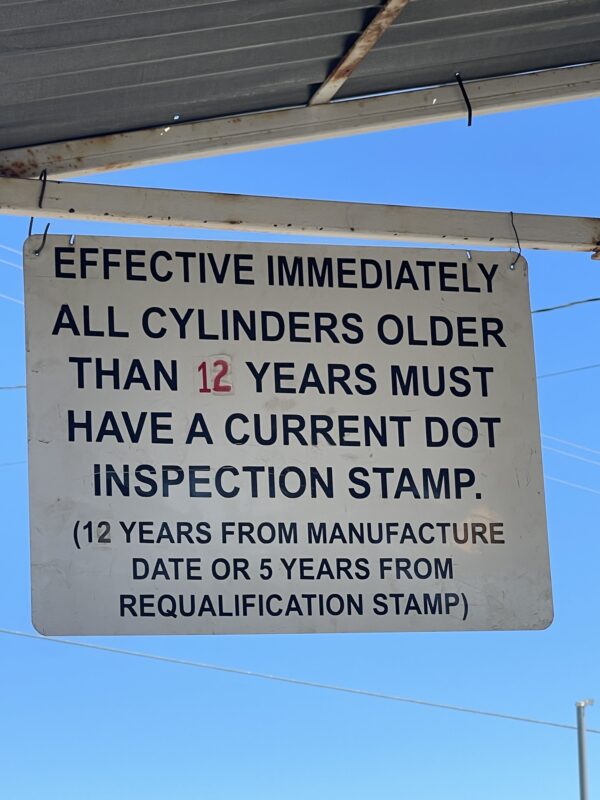 EFFECTIVE IMMEDIATELY
ALL CYLINDERS OLDER
THAN 12 YEARS MUST
HAVE A CURRENT DOT
INSPECTION STAMP.
(12 YEARS FROM MANUFACTURE
DATE OR 5 YEARS FROM
REQUALIFICATION STAMP)